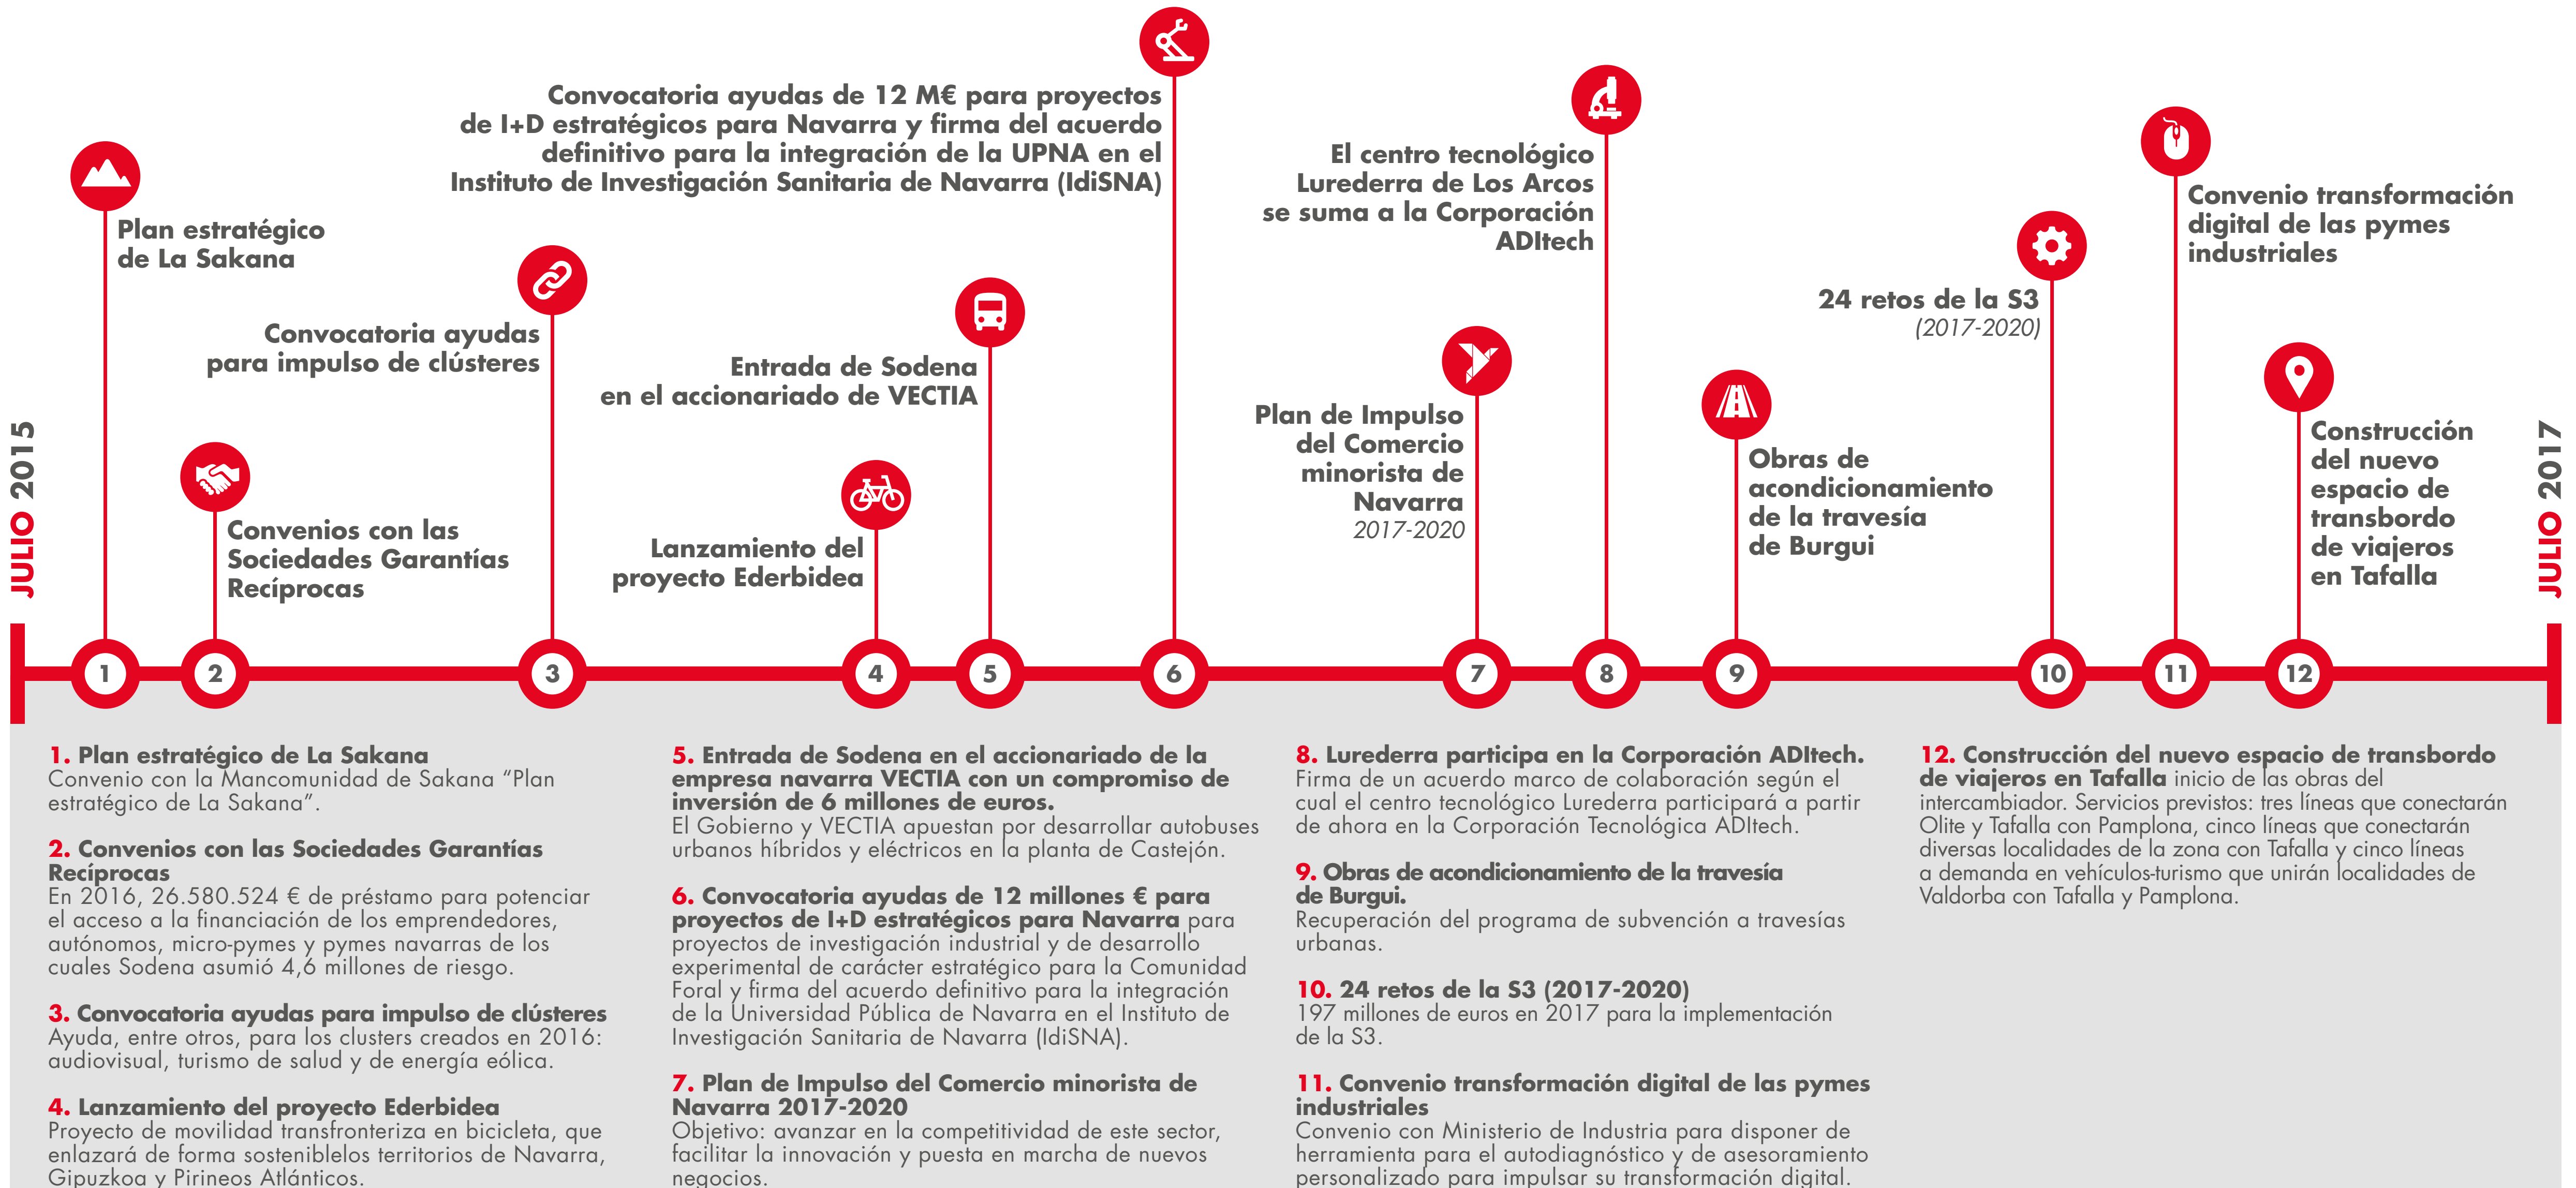 JULIO 2015
Plan estratégico
de La Sakana
Convenios con las
Sociedades Garantías
Recíprocas
Convocatoria ayudas
para impulso de clústeres
Lanzamiento del
proyecto Ederbidea
Entrada de Sodena
en el accionariado de VECTIA
Convocatoria ayudas de 12 M€ para proyectos
de I+D estratégicos para Navarra y firma del acuerdo
definitivo para la integración de la UPNA en el
Instituto de Investigación Sanitaria de Navarra (IdiSNA)
Plan de Impulso
del Comercio
minorista de
Navarra
2017-2020
El centro tecnológico
Lurederra de Los Arcos
se suma a la Corporación
ADItech
Obras de
acondicionamiento
de la travesía
de Burgui
24 retos de la S3
(2017-2020)
Convenio transformación
digital de las pymes
industriales
Construcción
del nuevo
espacio de
transbordo
de viajeros
en Tafalla
JULIO 2017
1 2 3 4 5 6 7 8 9 10 11 12
1. Plan estratégico de La Sakana
Convenio con la Mancomunidad de Sakana “Plan
estratégico de La Sakana”.
2. Convenios con las Sociedades Garantías
Recíprocas
En 2016, 26.580.524 € de préstamo para potenciar
el acceso a la financiación de los emprendedores,
autónomos, micro-pymes y pymes navarras de los
cuales Sodena asumió 4,6 millones de riesgo.
3. Convocatoria ayudas para impulso de clústeres
Ayuda, entre otros, para los clusters creados en 2016:
audiovisual, turismo de salud y de energía eólica.
4. Lanzamiento del proyecto Ederbidea
Proyecto de movilidad transfronteriza en bicicleta, que
enlazará de forma sosteniblelos territorios de Navarra,
Gipuzkoa y Pirineos Atlánticos.
5. Entrada de Sodena en el accionariado de la
empresa navarra VECTIA con un compromiso de
inversión de 6 millones de euros.
El Gobierno y VECTIA apuestan por desarrollar autobuses
urbanos híbridos y eléctricos en la planta de Castejón.
6. Convocatoria ayudas de 12 millones € para
proyectos de I+D estratégicos para Navarra para
proyectos de investigación industrial y de desarrollo
experimental de carácter estratégico para la Comunidad
Foral y firma del acuerdo definitivo para la integración
de la Universidad Pública de Navarra en el Instituto de
Investigación Sanitaria de Navarra (IdiSNA).
7. Plan de Impulso del Comercio minorista de
Navarra 2017-2020
Objetivo: avanzar en la competitividad de este sector,
facilitar la innovación y puesta en marcha de nuevos
negocios.
8. Lurederra participa en la Corporación ADItech.
Firma de un acuerdo marco de colaboración según el
cual el centro tecnológico Lurederra participará a partir
de ahora en la Corporación Tecnológica ADItech.
9. Obras de acondicionamiento de la travesía
de Burgui.
Recuperación del programa de subvención a travesías
urbanas.
10. 24 retos de la S3 (2017-2020)
197 millones de euros en 2017 para la implementación
de la S3.
11. Convenio transformación digital de las pymes
industriales
Convenio con Ministerio de Industria para disponer de
herramienta para el autodiagnóstico y de asesoramiento
personalizado para impulsar su transformación digital.
12. Construcción del nuevo espacio de transbordo
de viajeros en Tafalla inicio de las obras del
intercambiador. Servicios previstos: tres líneas que conectarán
Olite y Tafalla con Pamplona, cinco líneas que conectarán
diversas localidades de la zona con Tafalla y cinco líneas
a demanda en vehículos-turismo que unirán localidades de
Valdorba con Tafalla y Pamplona.